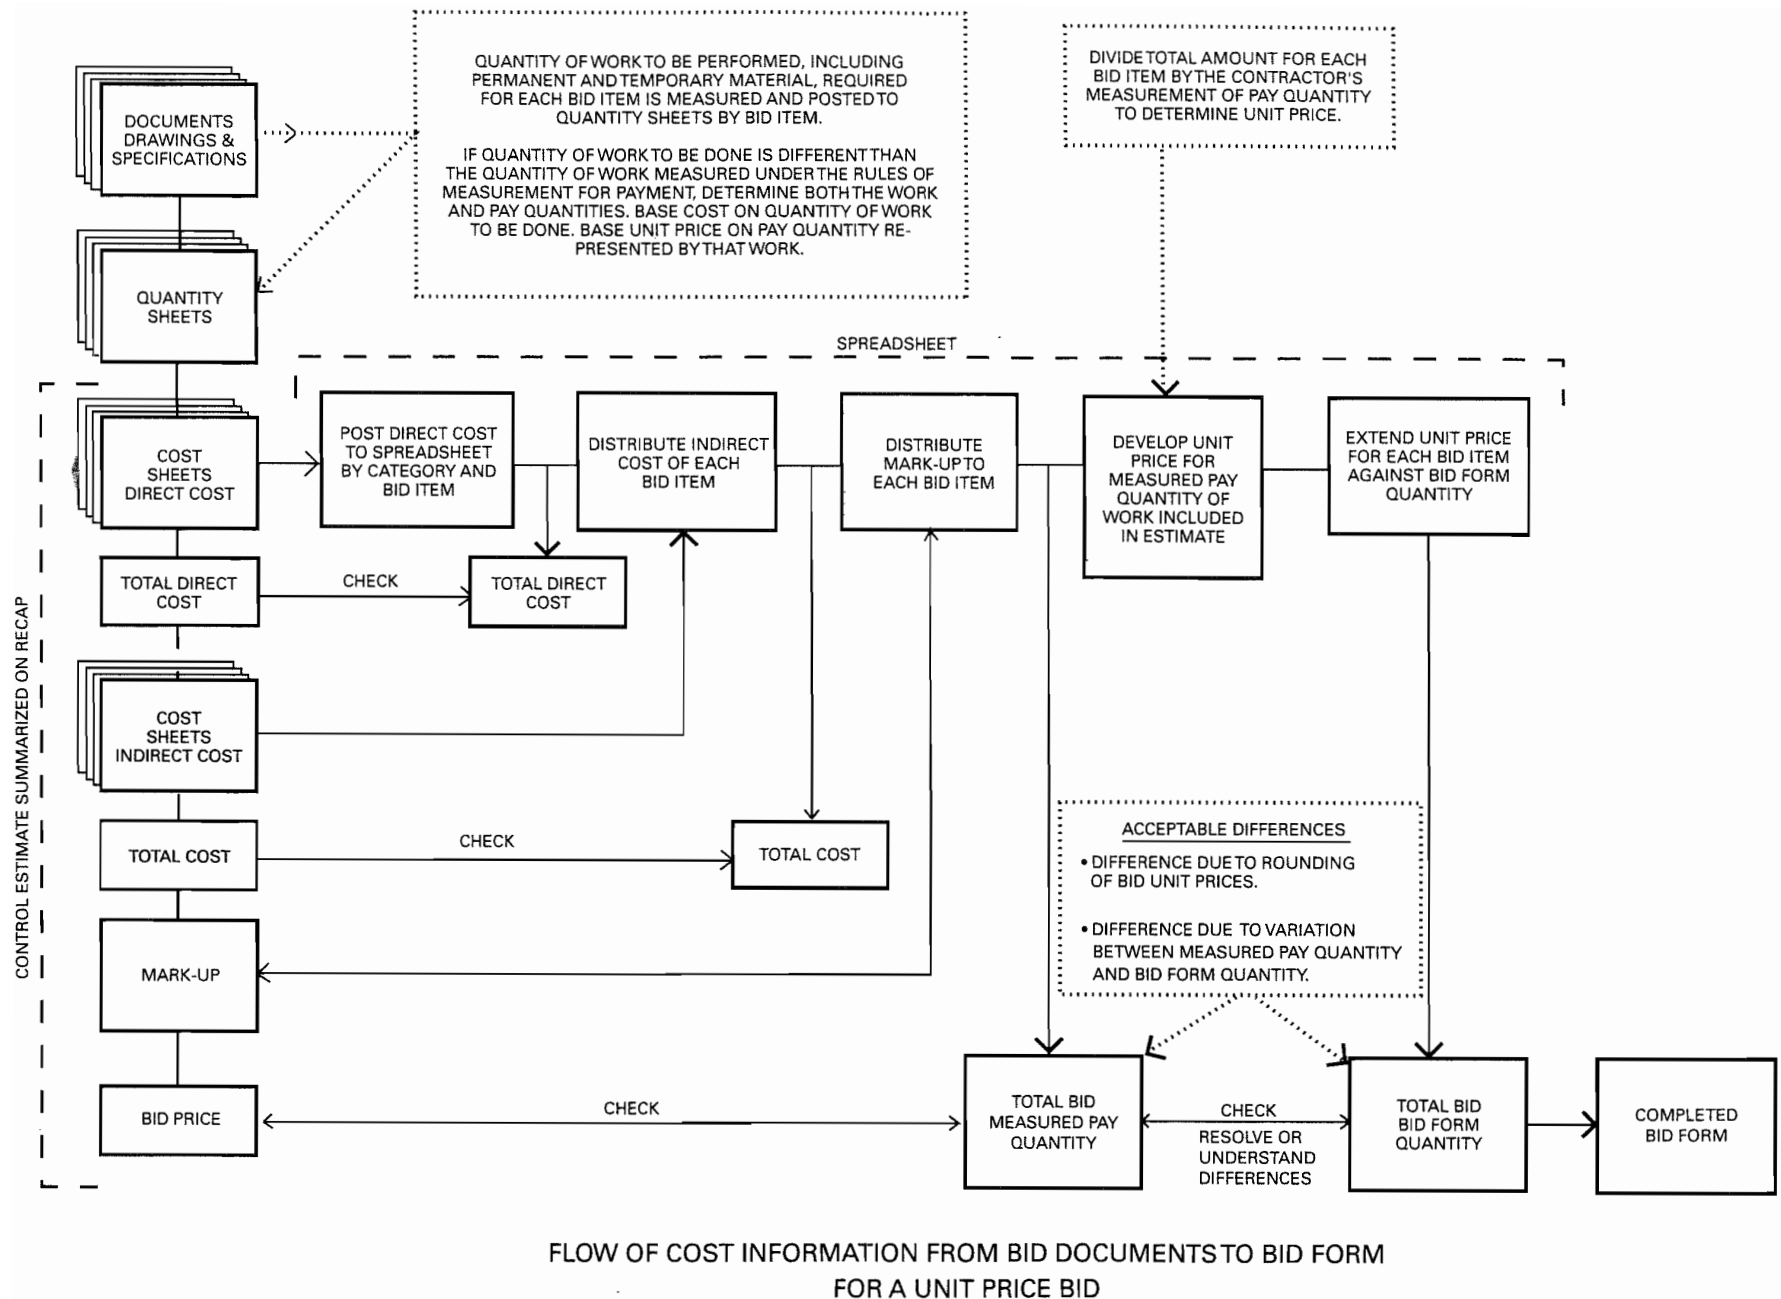 QUANTITY OF WORK TO BE PERFORMED, INCLUDING
PERMANENT AND TEMPORARY MATERIAL, REQUIRED
FOR EACH BID ITEM IS MEASURED AND POSTED TO
QUANTITY SHEETS BY BID ITEM.
IF QUANTITY OF WORK TO BE DONE IS DIFFERENT THAN
THE QUANTITY OF WORK MEASURED UNDER THE RULES OF
MEASUREMENT FOR PAYMENT, DETERMINE BOTH THE WORK
AND PAY QUANTITIES. BASE COST ON QUANTITY OF WORK
TO BE DONE. BASE UNIT PRICE ON PAY QUANTITY RE-
PRESENTED BY THAT WORK.
DIVIDE TOTAL AMOUNT FOR EACH
BID ITEM BY THE CONTRACTOR'S
MEASUREMENT OF PAY QUANTITY
TO DETERMINE UNIT PRICE.
DOCUMENTS
DRAWINGS &
SPECIFICATIONS
QUANTITY
SHEETS
SPREADSHEET
CONTROL ESTIMATE SUMMARIZED ON RECAP
COST
SHEETS
DIRECT COST
POST DIRECT COST
TO SPREADSHEET
BY CATEGORY AND
BID ITEM
DISTRIBUTE INDIRECT
COST OF EACH
BID ITEM
DISTRIBUTE
MARK-UP TO
EACH BID ITEM
DEVELOP UNIT
PRICE FOR
MEASURED PAY
QUANTITY OF
WORK INCLUDED
IN ESTIMATE
EXTEND UNIT PRICE
FOR EACH BID ITEM
AGAINST BID FORM
QUANTITY
TOTAL DIRECT
COST
CHECK
TOTAL DIRECT
COST
COST
SHEETS
INDIRECT COST
TOTAL COST
CHECK
TOTAL COST
ACCEPTABLE DIFFERENCES
• DIFFERENCE DUE TO ROUNDING
OF BID UNIT PRICES.
• DIFFERENCE DUE TO VARIATION
BETWEEN MEASURED PAY QUANTITY
AND BID FORM QUANTITY.
MARK-UP
BID PRICE
CHECK
TOTAL BID
MEASURED PAY
QUANTITY
CHECK
RESOLVE OR
UNDERSTAND
DIFFERENCES
TOTAL BID
BID FORM
QUANTITY
COMPLETED
BID FORM
FLOW OF COST INFORMATION FROM BID DOCUMENTS TO BID FORM
FOR A UNIT PRICE BID